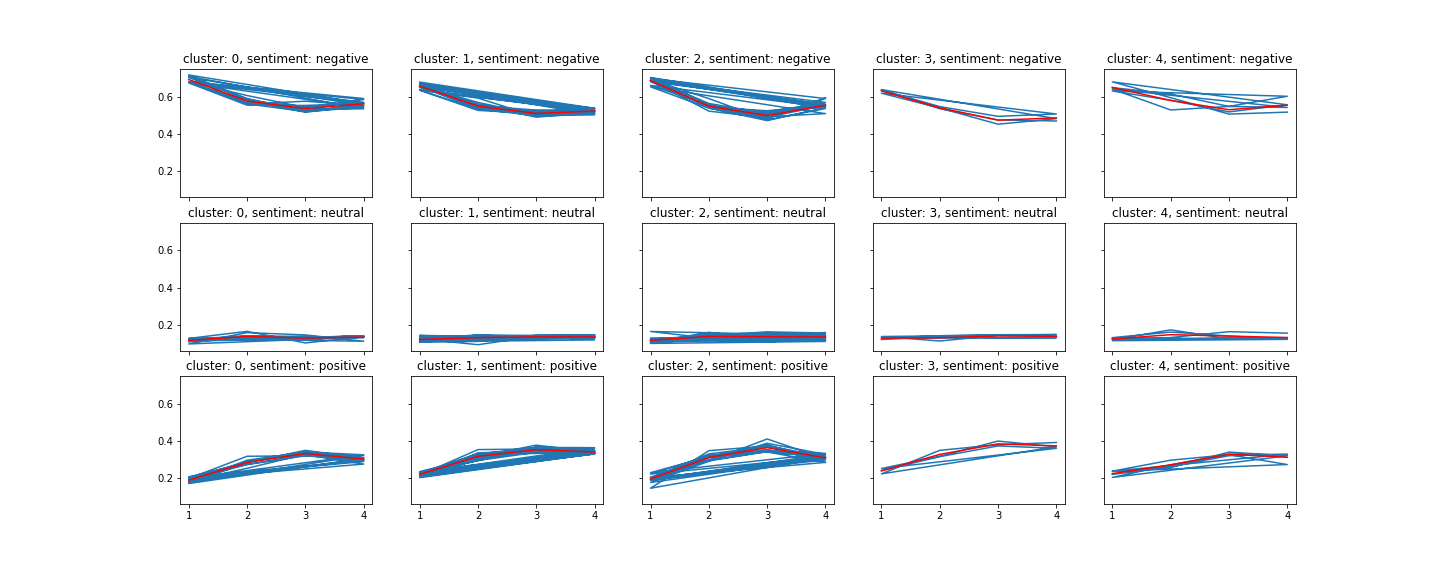 cluster: 0, sentiment: negative
cluster: 1, sentiment: negative
cluster: 2, sentiment: negative
cluster: 3, sentiment: negative
cluster: 4, sentiment: negative
0.6
0.4
0.2
cluster: 0, sentiment: neutral
cluster: 1, sentiment: neutral
cluster: 2, sentiment: neutral
cluster: 3, sentiment: neutral
cluster: 4, sentiment: neutral
0.6
0.4
0.2
cluster: 0, sentiment: positive
cluster: 1, sentiment: positive
cluster: 2, sentiment: positive
cluster: 3, sentiment: positive
cluster: 4, sentiment: positive
0.6
0.4
0.2
1 2 3 4
1 2 3 4
1 2 3 4
1 2 3 4
1 2 3 4